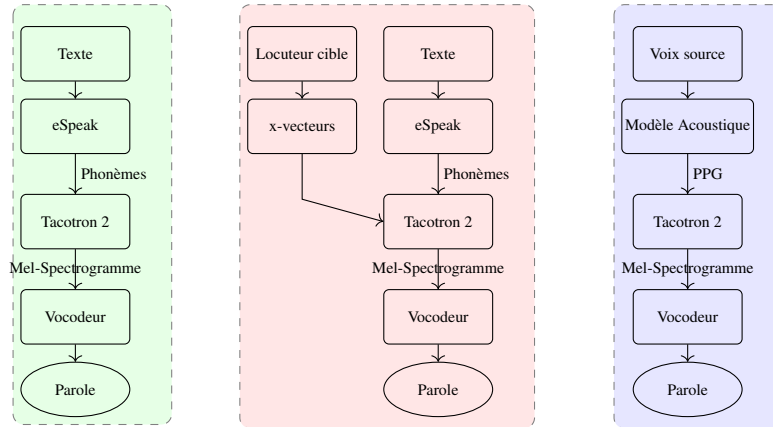 Texte
eSpeak
Phonèmes
Tacotron 2
Mel-Spectrogramme
Vocodeur
Parole
Locuteur cible
x-vecteurs
Texte
eSpeak
Phonèmes
Tacotron 2
Mel-Spectrogramme
Vocodeur
Parole
Voix source
Modèle Acoustique
PPG
Tacotron 2
Mel-Spectrogramme
Vocodeur
Parole